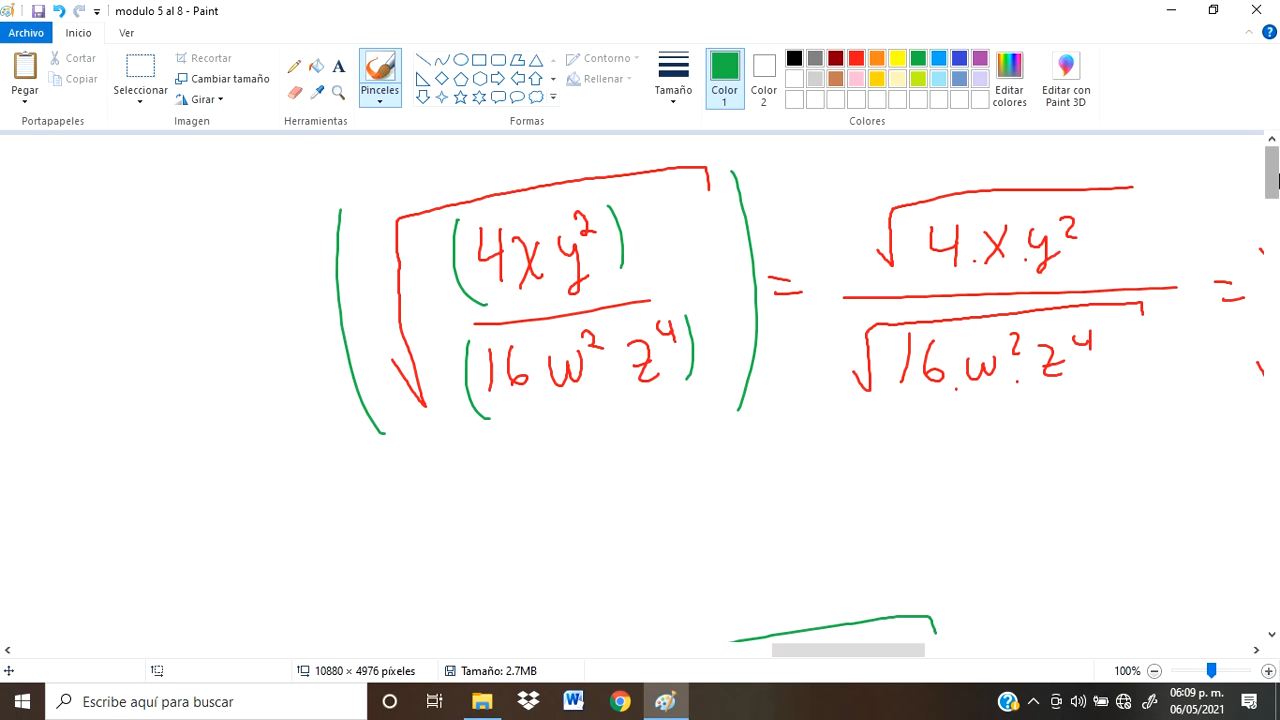 modulo 5 al 8 - Paint
Archivo Inicio Ver
Pegar
Cortar
Copiar
Portapapeles
Seleccionar
Recortar
Cambiar tamaño
Girar
Imagen
A
Herramientas
Pinceles
Contorno
Rellenar
Formas
Tamaño
Color 1
Color 2
Editar colores
Editar con Paint 3D
Colores
(√((4xy²)/(16w²z⁴))) = √4.x.y² / √16.w².z⁴ =
10880 × 4976 píxeles
Tamaño: 2.7MB
100%
Escribe aquí para buscar
06:09 p. m.
06/05/2021